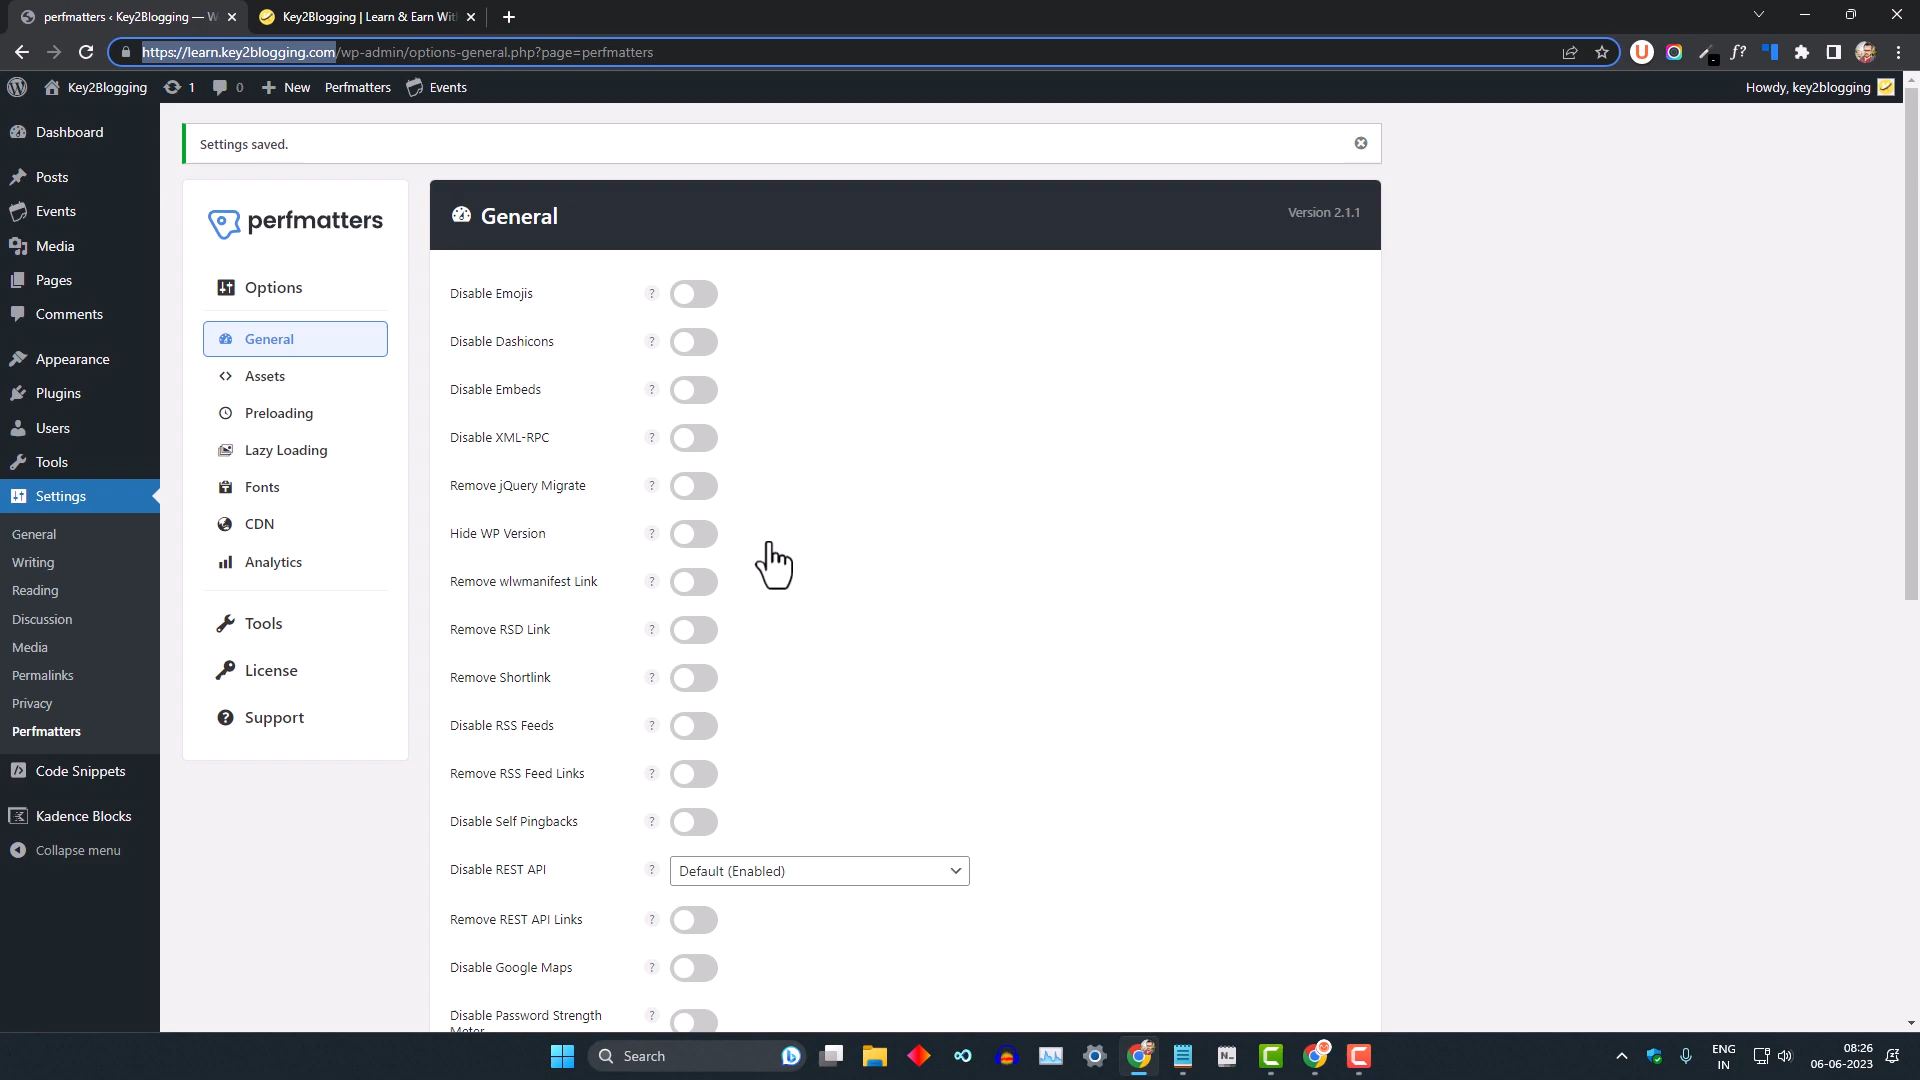 perfmatters ‹ Key2Blogging — W
Key2Blogging | Learn & Earn With
https://learn.key2blogging.com/wp-admin/options-general.php?page=perfmatters
Key2Blogging
1
0
New
Perfmatters
Events
Howdy, key2blogging
Dashboard
Posts
Events
Media
Pages
Comments
Appearance
Plugins
Users
Tools
Settings
General
Writing
Reading
Discussion
Media
Permalinks
Privacy
Perfmatters
Code Snippets
Kadence Blocks
Collapse menu
Settings saved.
perfmatters
Options
General
Assets
Preloading
Lazy Loading
Fonts
CDN
Analytics
Tools
License
Support
General
Version 2.1.1
Disable Emojis ?
Disable Dashicons ?
Disable Embeds ?
Disable XML-RPC ?
Remove jQuery Migrate ?
Hide WP Version ?
Remove wlwmanifest Link ?
Remove RSD Link ?
Remove Shortlink ?
Disable RSS Feeds ?
Remove RSS Feed Links ?
Disable Self Pingbacks ?
Disable REST API ? Default (Enabled)
Remove REST API Links ?
Disable Google Maps ?
Disable Password Strength ?
Meter
Search
ENG
IN
08:26
06-06-2023